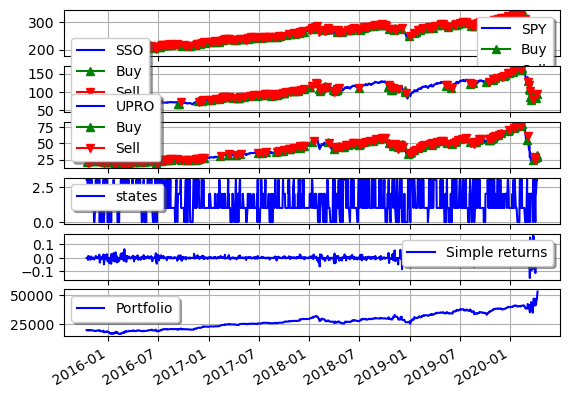 300
200
SPY
Buy
SSO
Buy
Sell
150
100
50
UPRO
Buy
Sell
75
50
25
2.5
0.0
states
0.1
0.0
−0.1
Simple returns
50000
25000
Portfolio
2016-01
2016-07
2017-01
2017-07
2018-01
2018-07
2019-01
2019-07
2020-01